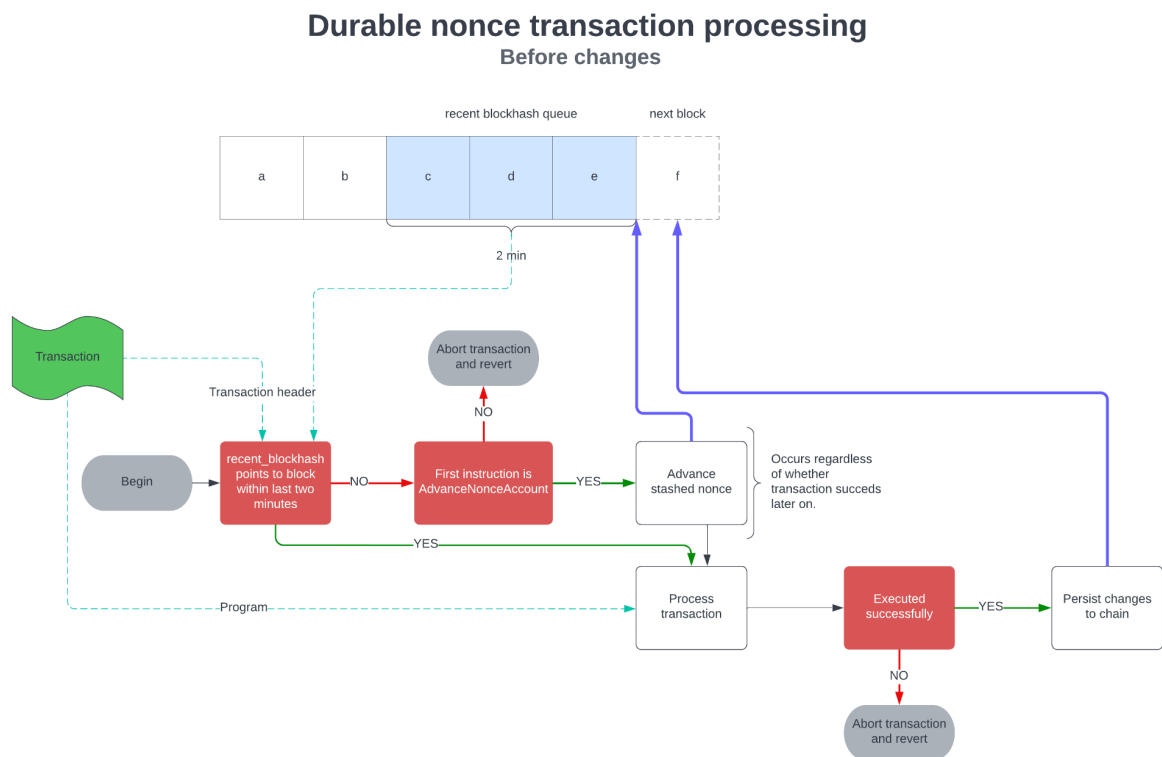 Durable nonce transaction processing
Before changes
recent blockhash queue
next block
a
b
c
d
e
f
2 min
Transaction
Transaction header
Abort transaction
and revert
NO
Begin
recent_blockhash
points to block
within last two
minutes
NO
First instruction is
AdvanceNonceAccount
YES
Advance
stashed nonce
Occurs regardless
of whether
transaction succeds
later on.
YES
Program
Process
transaction
Executed
successfully
YES
Persist changes
to chain
NO
Abort transaction
and revert